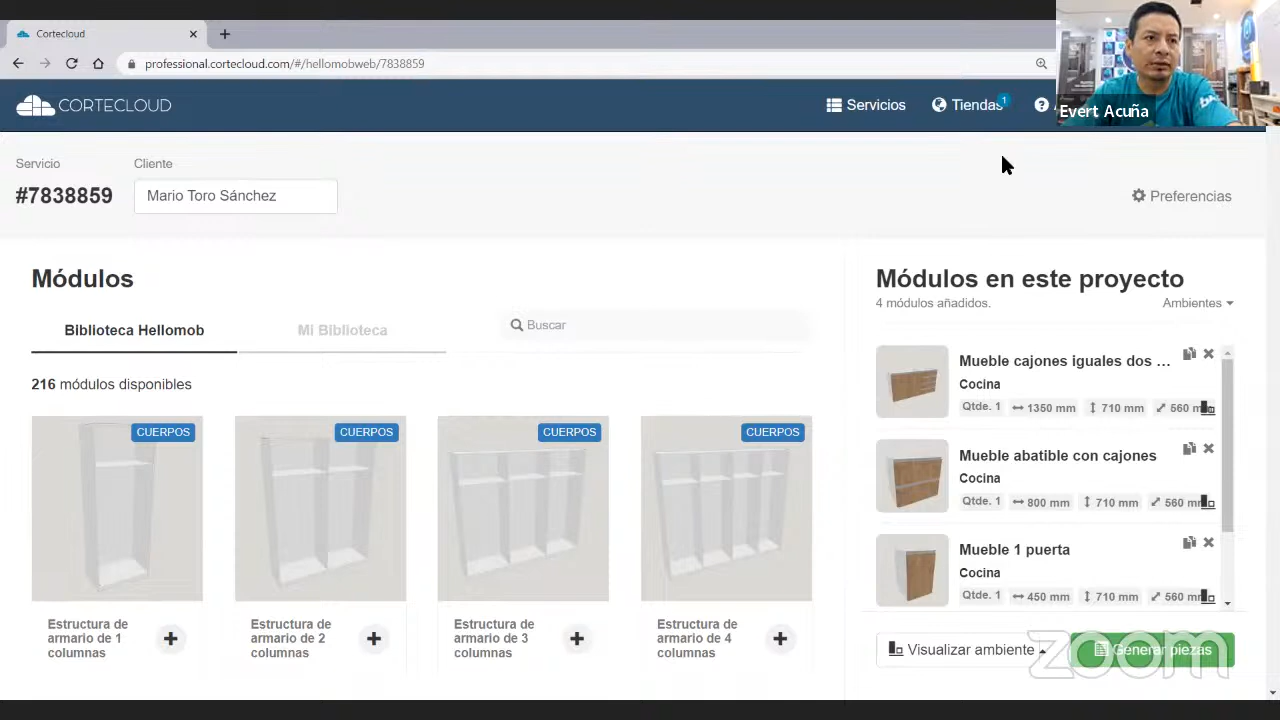 Cortecloud
professional.cortecloud.com/#/hellomobweb/7838859
CORTECLOUD
Servicios
Tiendas
1
Evert Acuña
Servicio
Cliente
#7838859
Mario Toro Sánchez
Preferencias
Módulos
Biblioteca Hellomob
Mi Biblioteca
Buscar
216 módulos disponibles
CUERPOS
CUERPOS
CUERPOS
CUERPOS
Estructura de
armario de 1
columnas
Estructura de
armario de 2
columnas
Estructura de
armario de 3
columnas
Estructura de
armario de 4
columnas
Módulos en este proyecto
4 módulos añadidos.
Ambientes
Mueble cajones iguales dos ...
Cocina
Qtde. 1 1350 mm 710 mm 560 mm
Mueble abatible con cajones
Cocina
Qtde. 1 800 mm 710 mm 560 mm
Mueble 1 puerta
Cocina
Qtde. 1 450 mm 710 mm 560 mm
Visualizar ambiente
Generar piezas
zoom